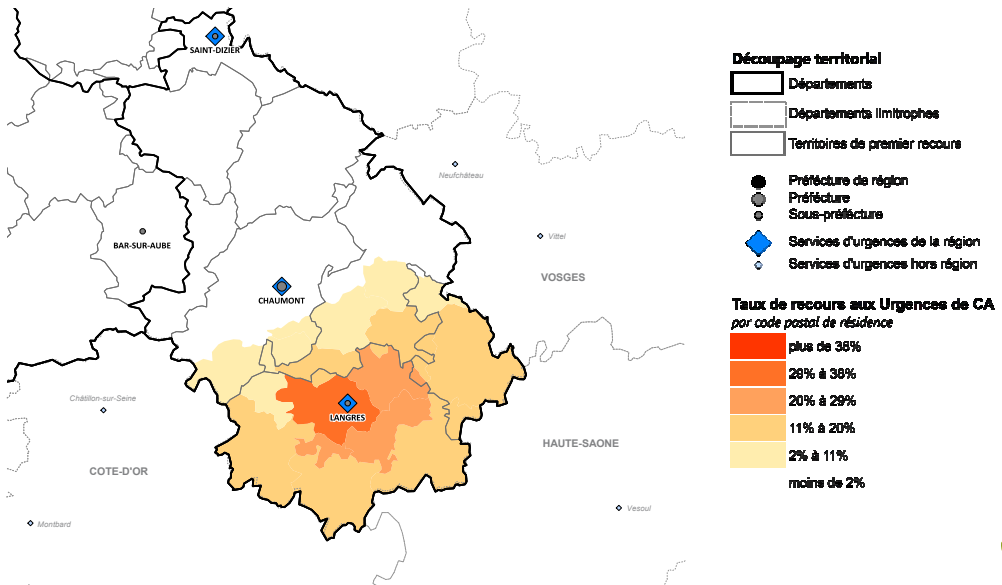 SAINT-DIZIER
Neufchâteau
BAR-SUR-AUBE
Vittel
VOSGES
CHAUMONT
Châtillon-sur-Seine
LANGRES
HAUTE-SAONE
COTE-D'OR
Vesoul
Montbard
Découpage territorial
Départements
Départements limitrophes
Territoires de premier recours
Préfecture de région
Préfecture
Sous-préfecture
Services d'urgences de la région
Services d'urgences hors région
Taux de recours aux Urgences de CA
par code postal de résidence
plus de 38%
29% à 38%
20% à 29%
11% à 20%
2% à 11%
moins de 2%